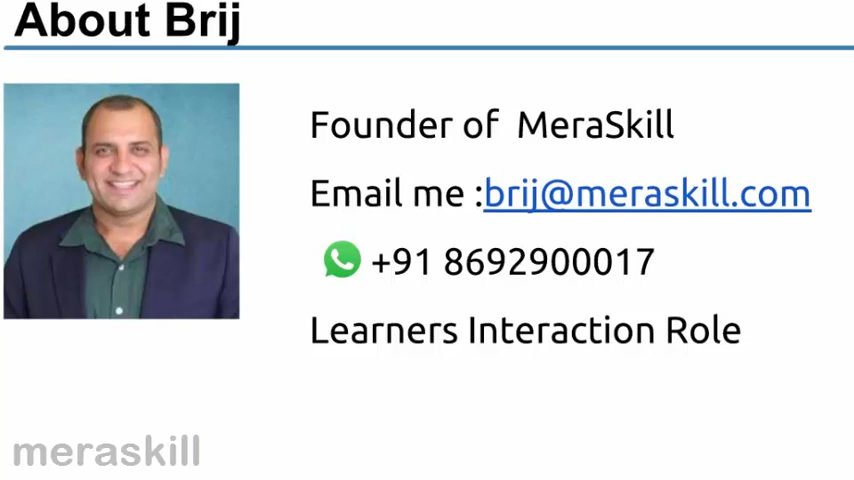 About Brij
Founder of MeraSkill
Email me :brij@meraskill.com
+91 8692900017
Learners Interaction Role
meraskill